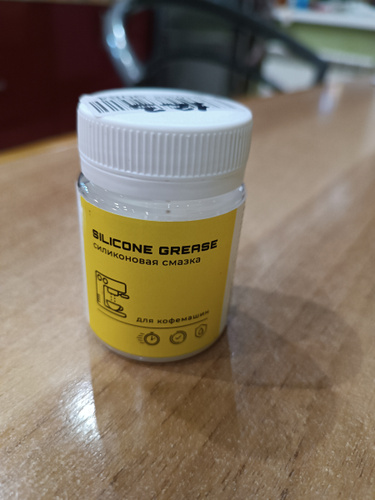 SILICONE GREASE
силиконовая смазка
для кофемашин